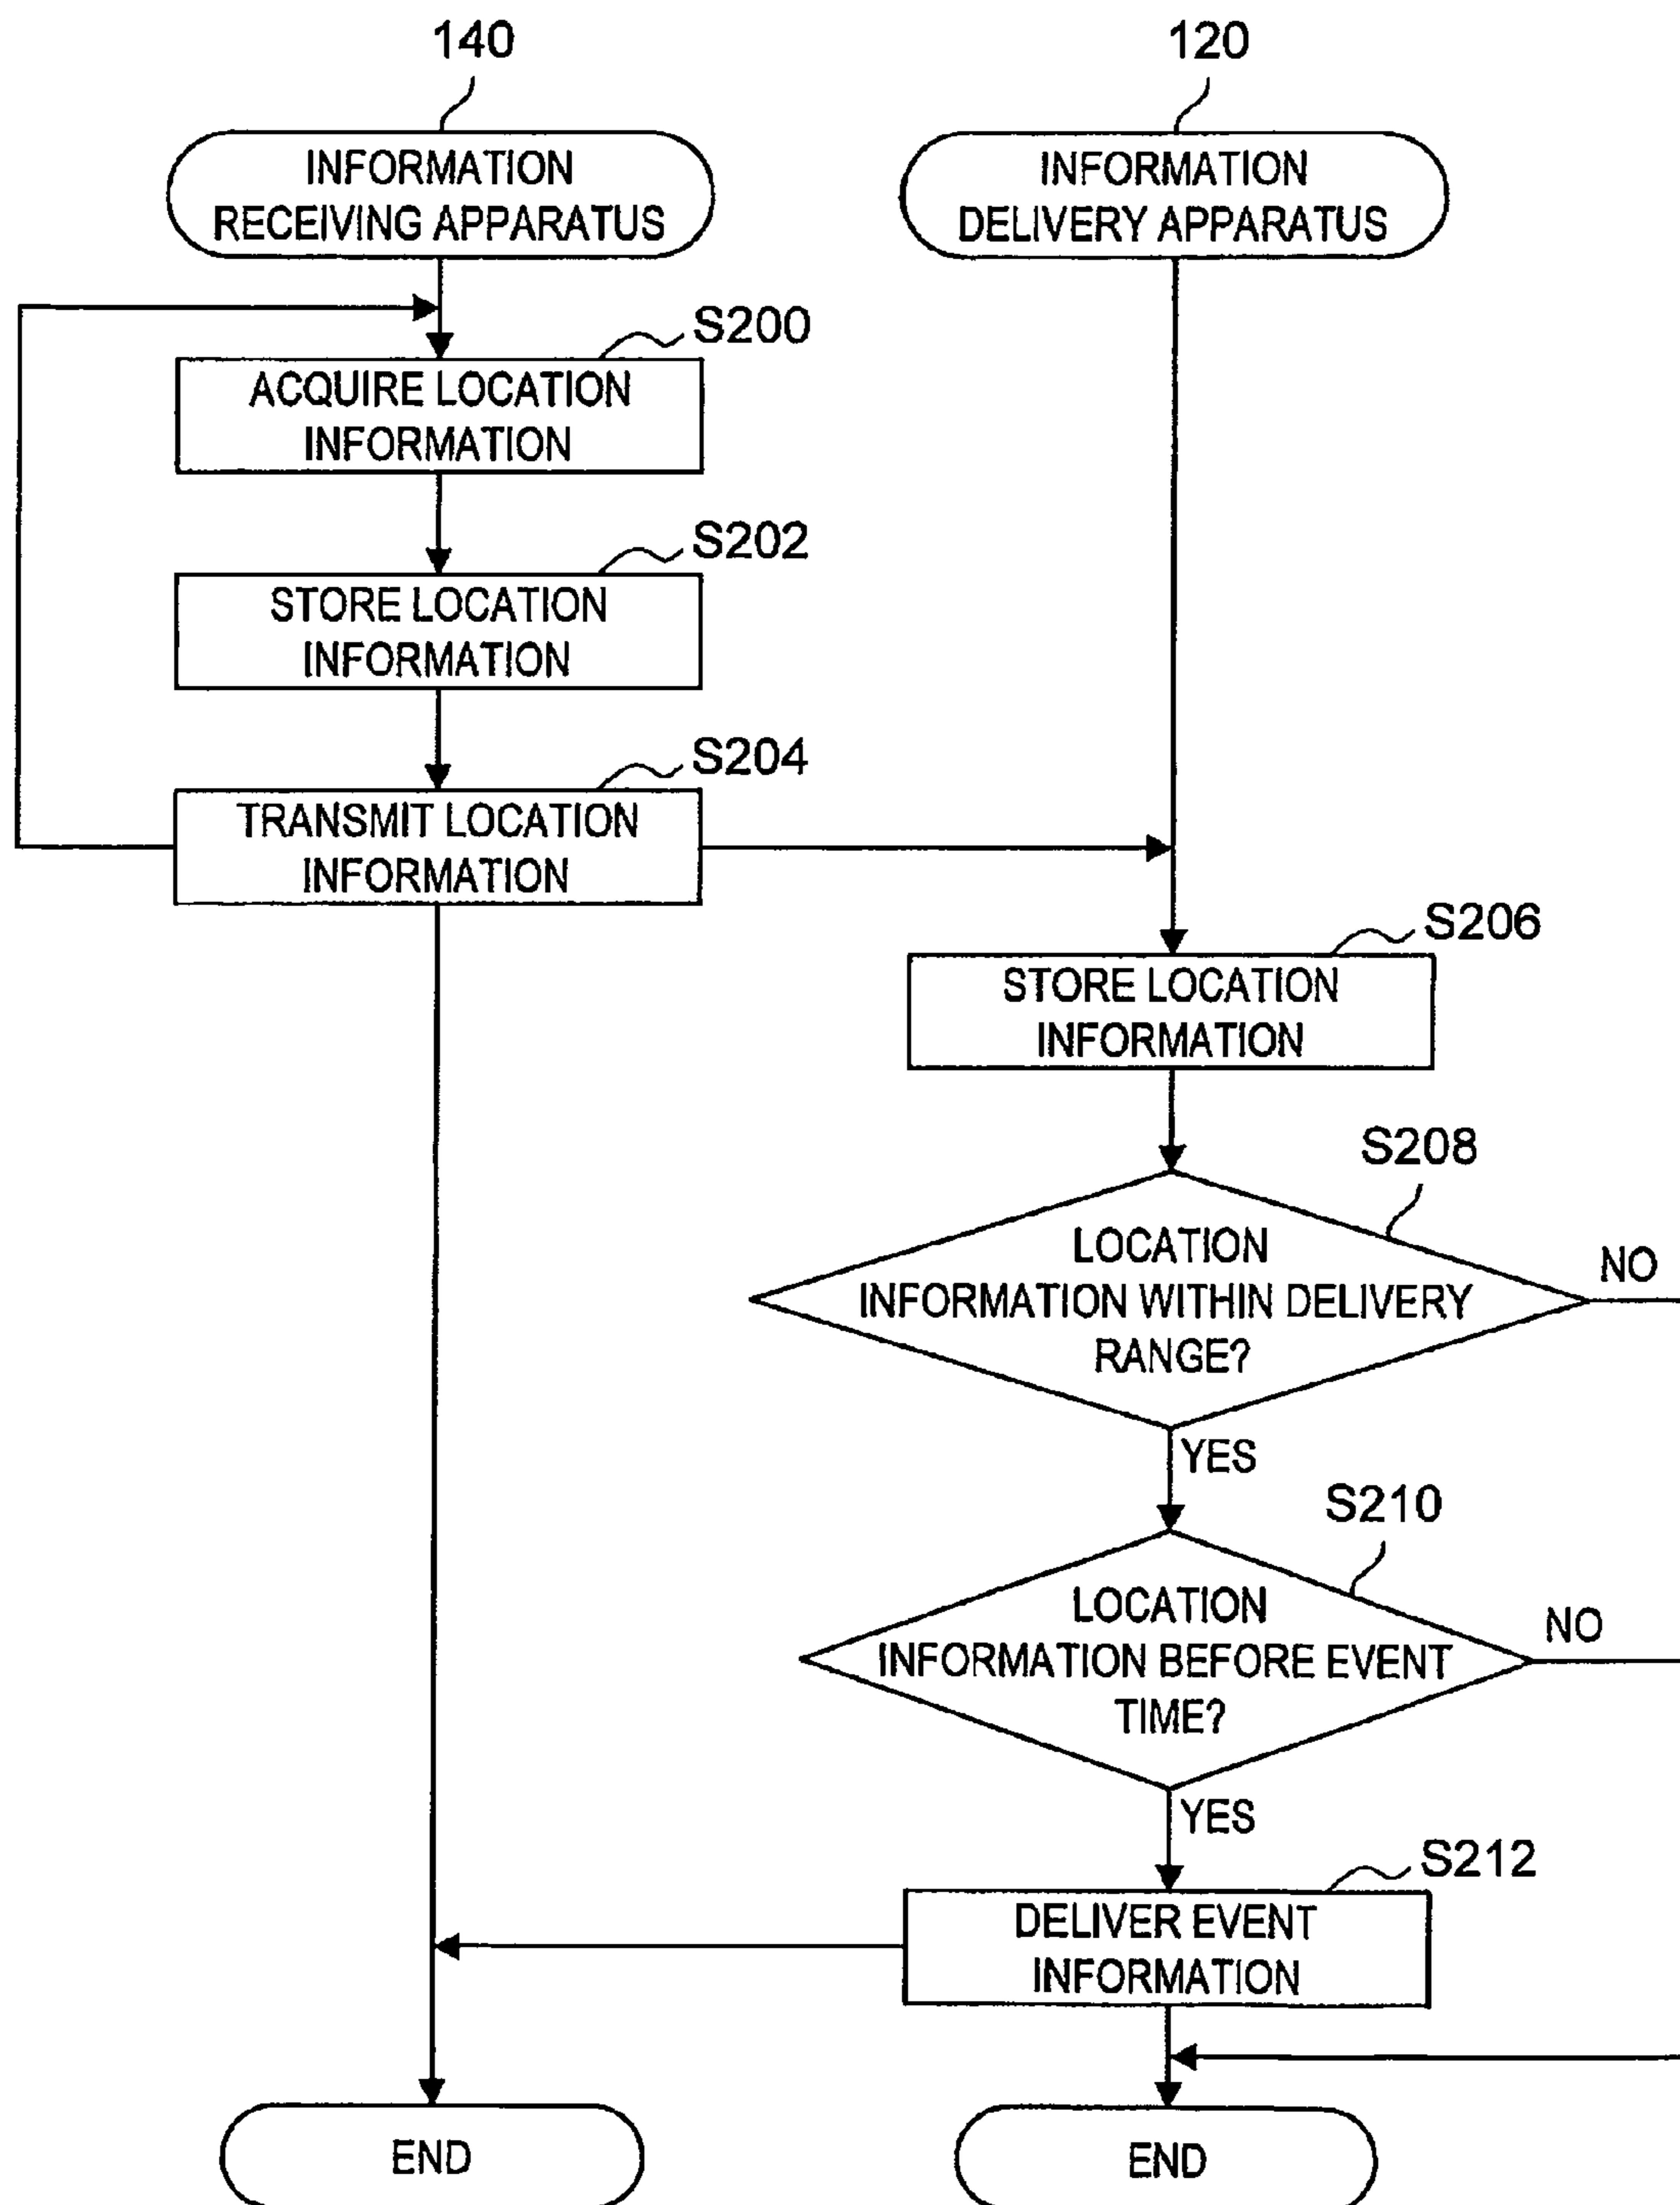 140
120
INFORMATION
RECEIVING APPARATUS
INFORMATION
DELIVERY APPARATUS
S200
ACQUIRE LOCATION
INFORMATION
S202
STORE LOCATION
INFORMATION
S204
TRANSMIT LOCATION
INFORMATION
S206
STORE LOCATION
INFORMATION
S208
LOCATION
INFORMATION WITHIN DELIVERY
RANGE?
NO
YES
S210
LOCATION
INFORMATION BEFORE EVENT
TIME?
NO
YES
S212
DELIVER EVENT
INFORMATION
END
END